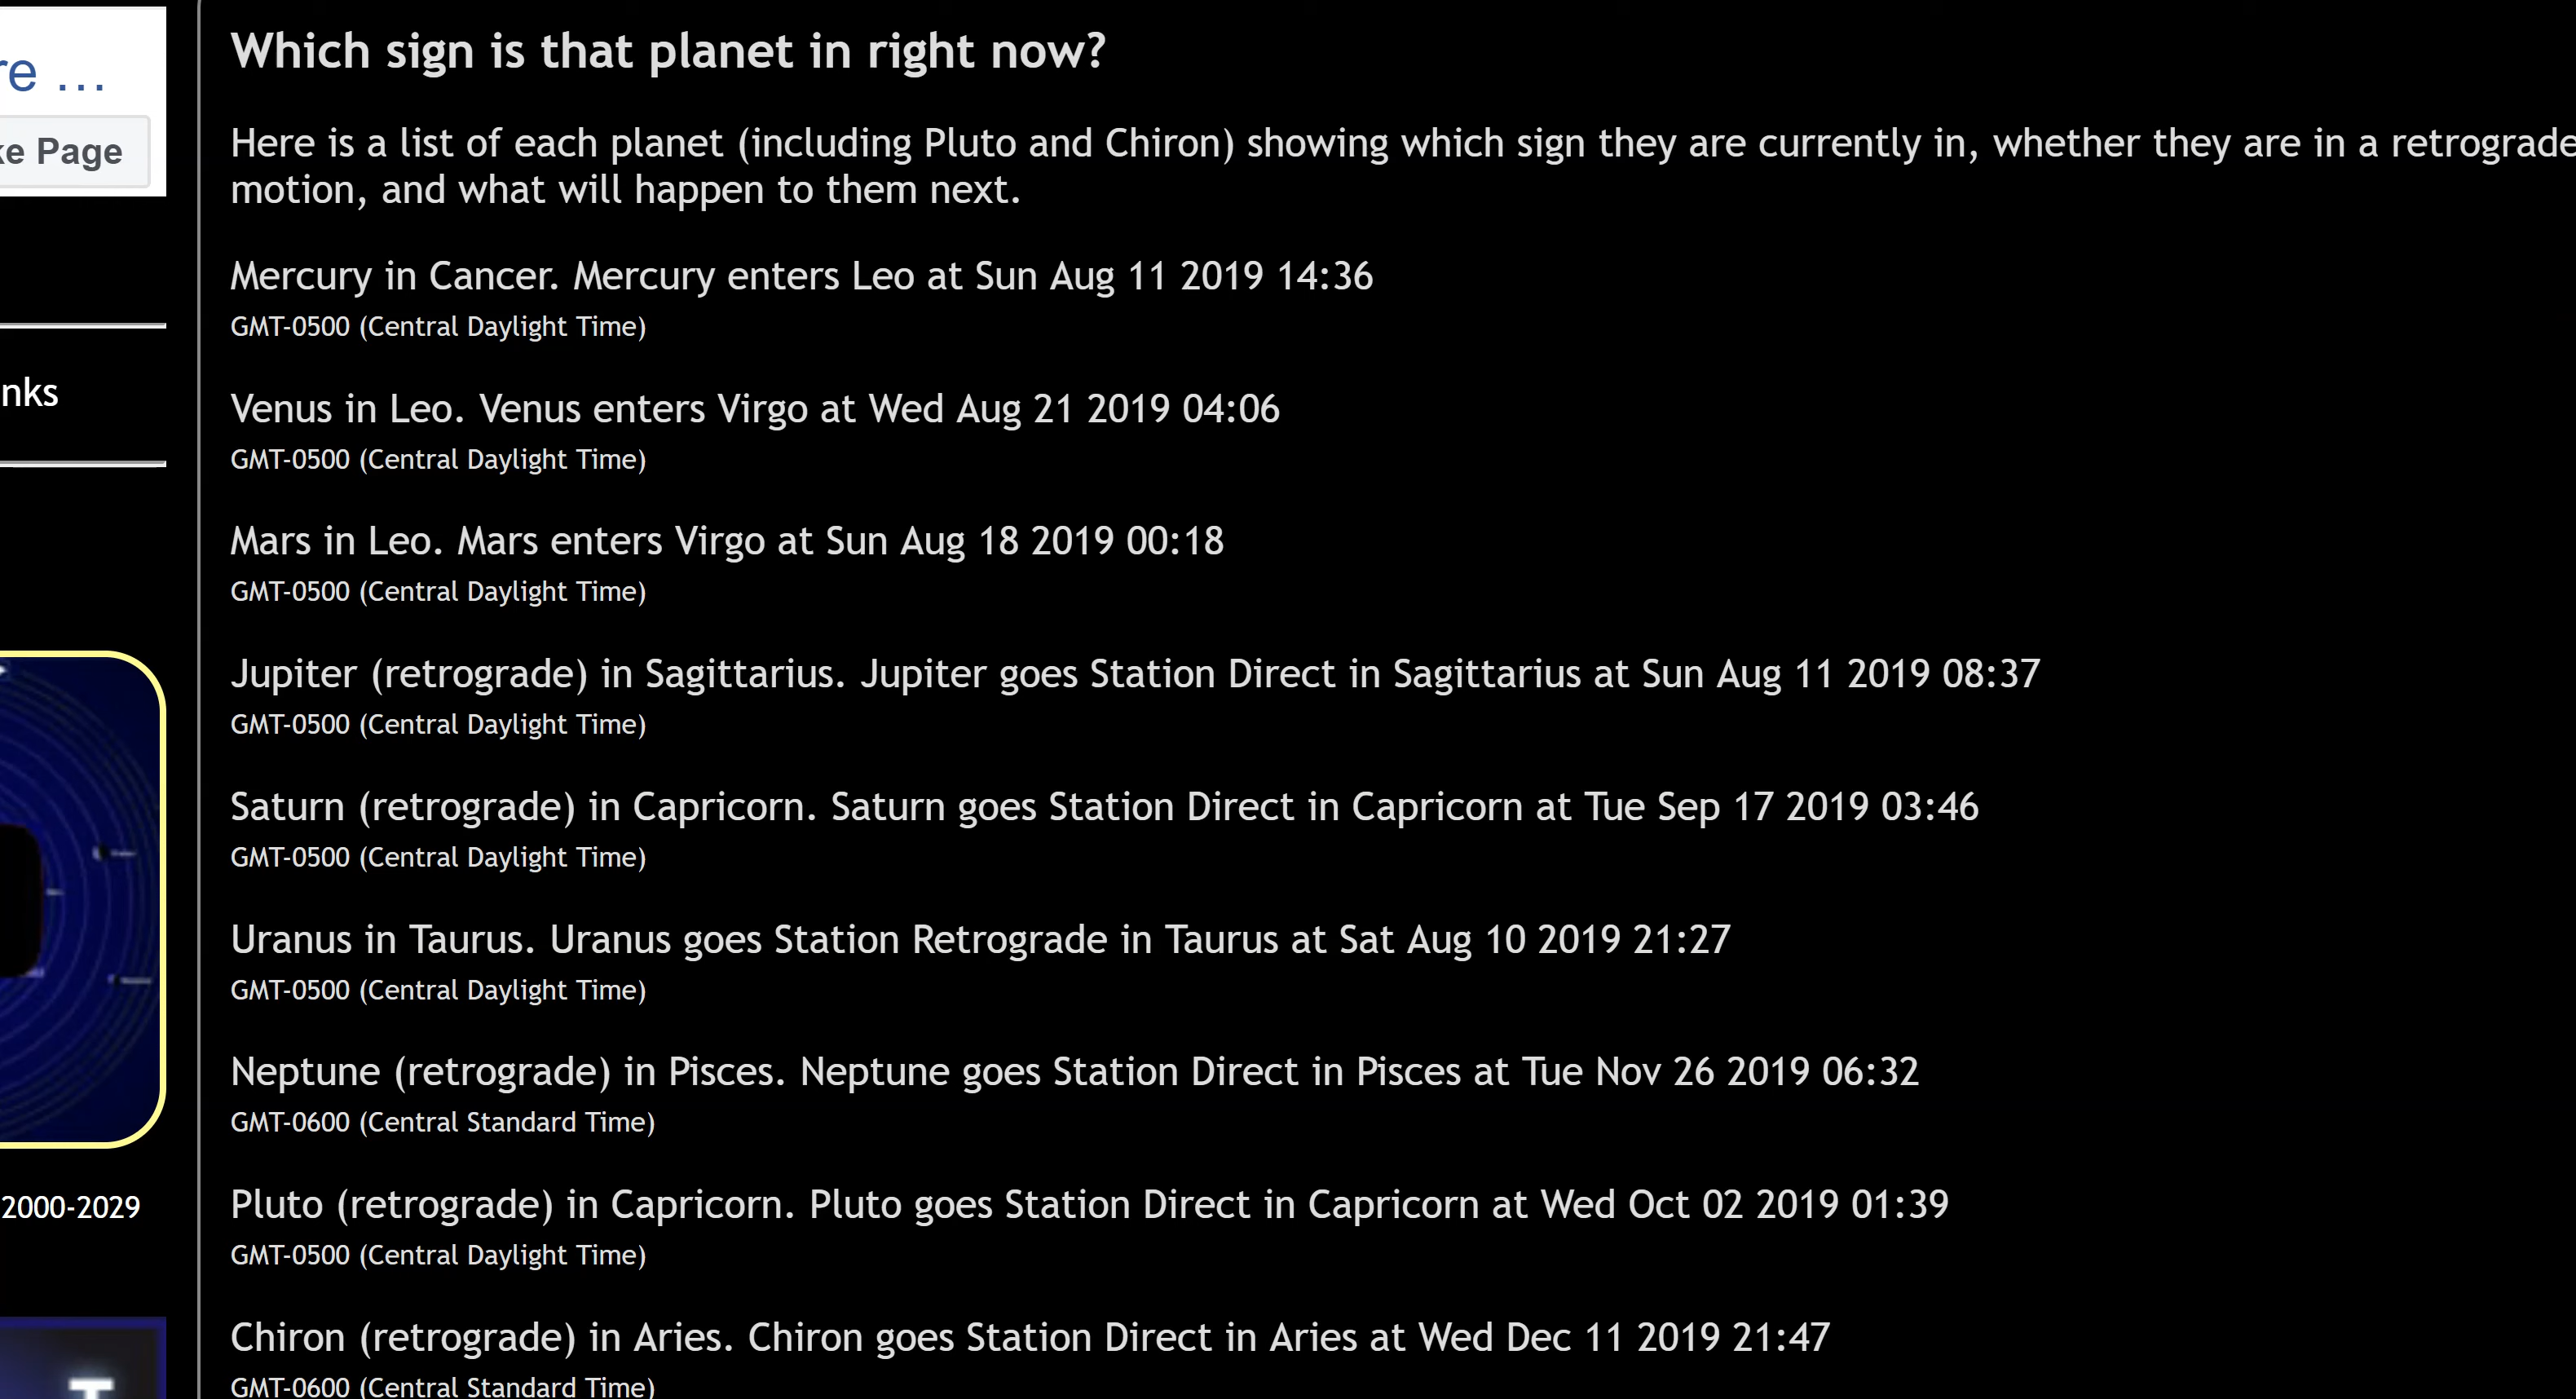 re ...
ke Page
nks
2000-2029
T
Which sign is that planet in right now?
Here is a list of each planet (including Pluto and Chiron) showing which sign they are currently in, whether they are in a retrograde
motion, and what will happen to them next.
Mercury in Cancer. Mercury enters Leo at Sun Aug 11 2019 14:36
GMT-0500 (Central Daylight Time)
Venus in Leo. Venus enters Virgo at Wed Aug 21 2019 04:06
GMT-0500 (Central Daylight Time)
Mars in Leo. Mars enters Virgo at Sun Aug 18 2019 00:18
GMT-0500 (Central Daylight Time)
Jupiter (retrograde) in Sagittarius. Jupiter goes Station Direct in Sagittarius at Sun Aug 11 2019 08:37
GMT-0500 (Central Daylight Time)
Saturn (retrograde) in Capricorn. Saturn goes Station Direct in Capricorn at Tue Sep 17 2019 03:46
GMT-0500 (Central Daylight Time)
Uranus in Taurus. Uranus goes Station Retrograde in Taurus at Sat Aug 10 2019 21:27
GMT-0500 (Central Daylight Time)
Neptune (retrograde) in Pisces. Neptune goes Station Direct in Pisces at Tue Nov 26 2019 06:32
GMT-0600 (Central Standard Time)
Pluto (retrograde) in Capricorn. Pluto goes Station Direct in Capricorn at Wed Oct 02 2019 01:39
GMT-0500 (Central Daylight Time)
Chiron (retrograde) in Aries. Chiron goes Station Direct in Aries at Wed Dec 11 2019 21:47
GMT-0600 (Central Standard Time)